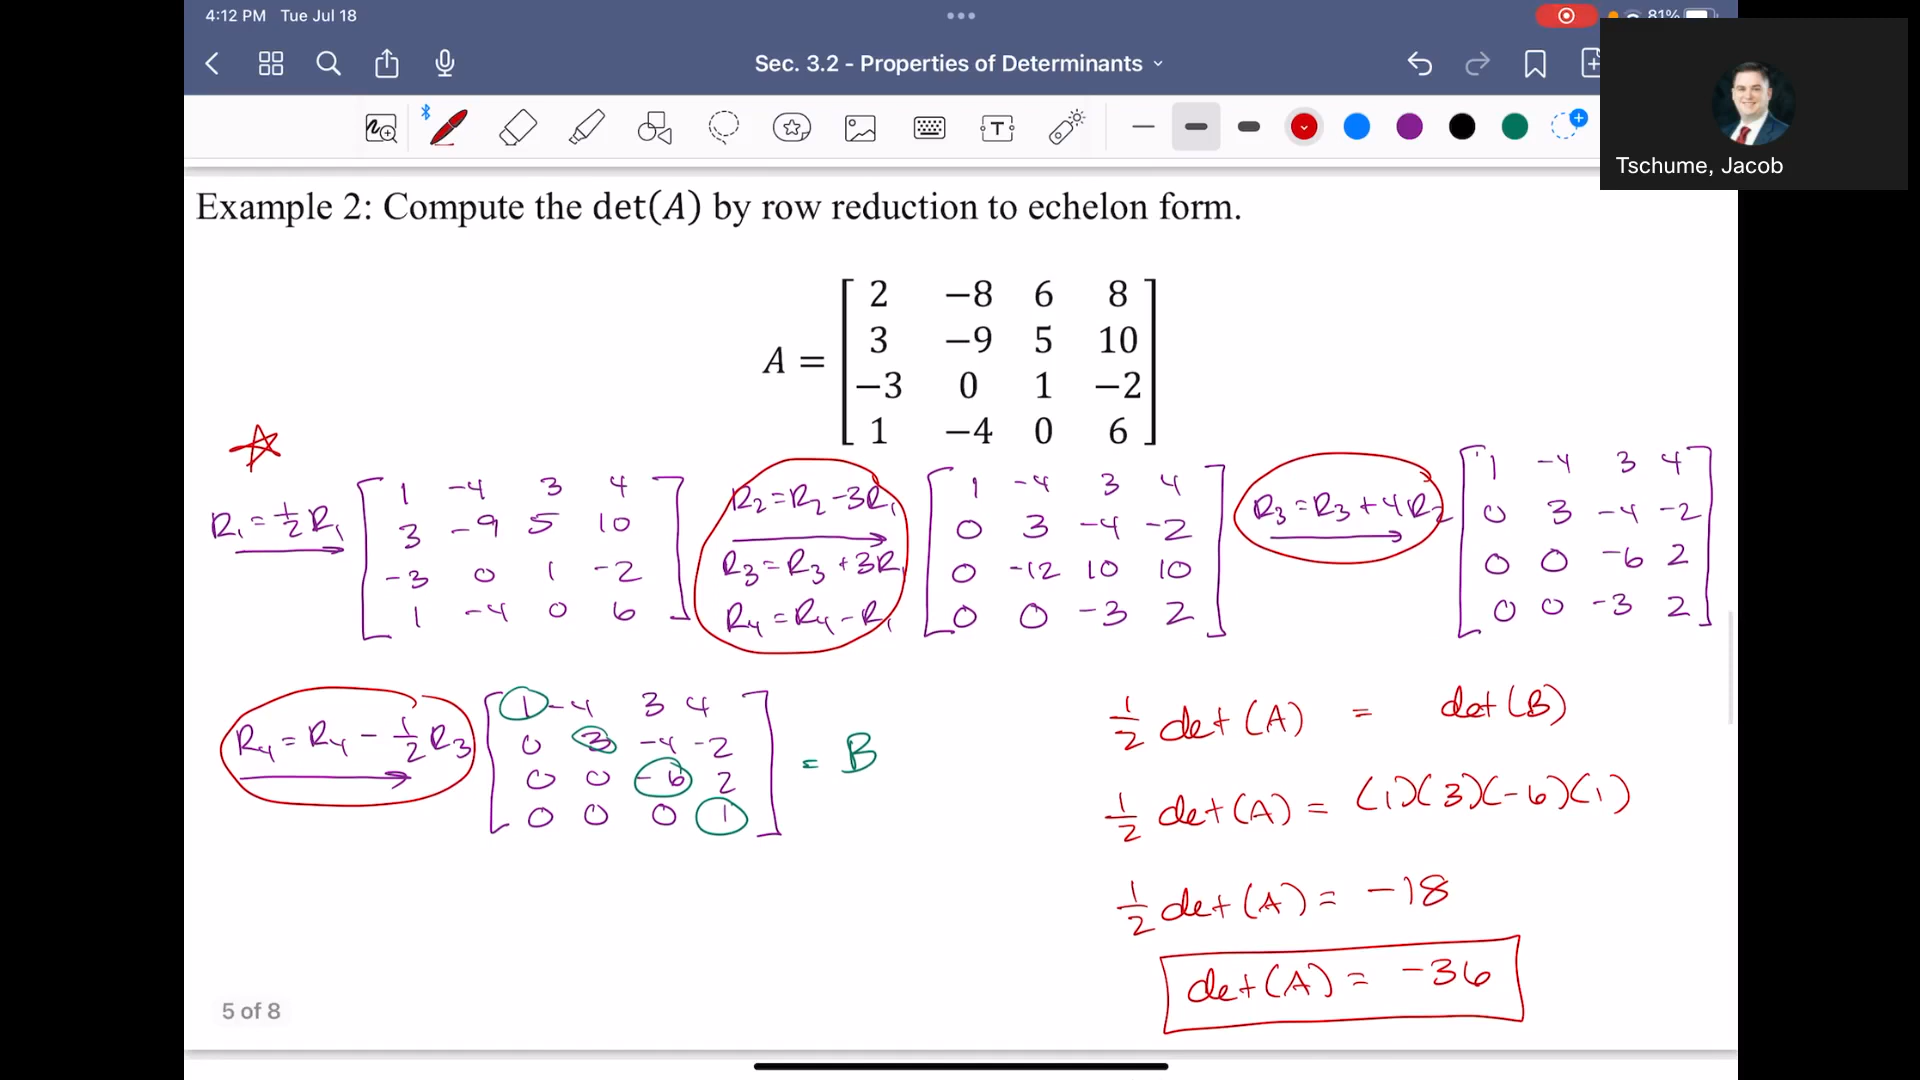 4:12 PM Tue Jul 18
81%
Sec. 3.2 - Properties of Determinants
Tschume, Jacob
Example 2: Compute the det(A) by row reduction to echelon form.
A =
2 −8 6 8
3 −9 5 10
−3 0 1 −2
1 −4 0 6
R1 = 1/2 R1
1 -4 3 4
3 -9 5 10
-3 0 1 -2
1 -4 0 6
R2 = R2 - 3R1
R3 = R3 + 3R1
R4 = R4 - R1
1 -4 3 4
0 3 -4 -2
0 -12 10 10
0 0 -3 2
R3 = R3 + 4R2
1 -4 3 4
0 3 -4 -2
0 0 -6 2
0 0 -3 2
R4 = R4 - 1/2 R3
1 -4 3 4
0 3 -4 -2
0 0 -6 2
0 0 0 1
= B
1/2 det(A) = det(B)
1/2 det(A) = (1)(3)(-6)(1)
1/2 det(A) = -18
det(A) = -36
5 of 8